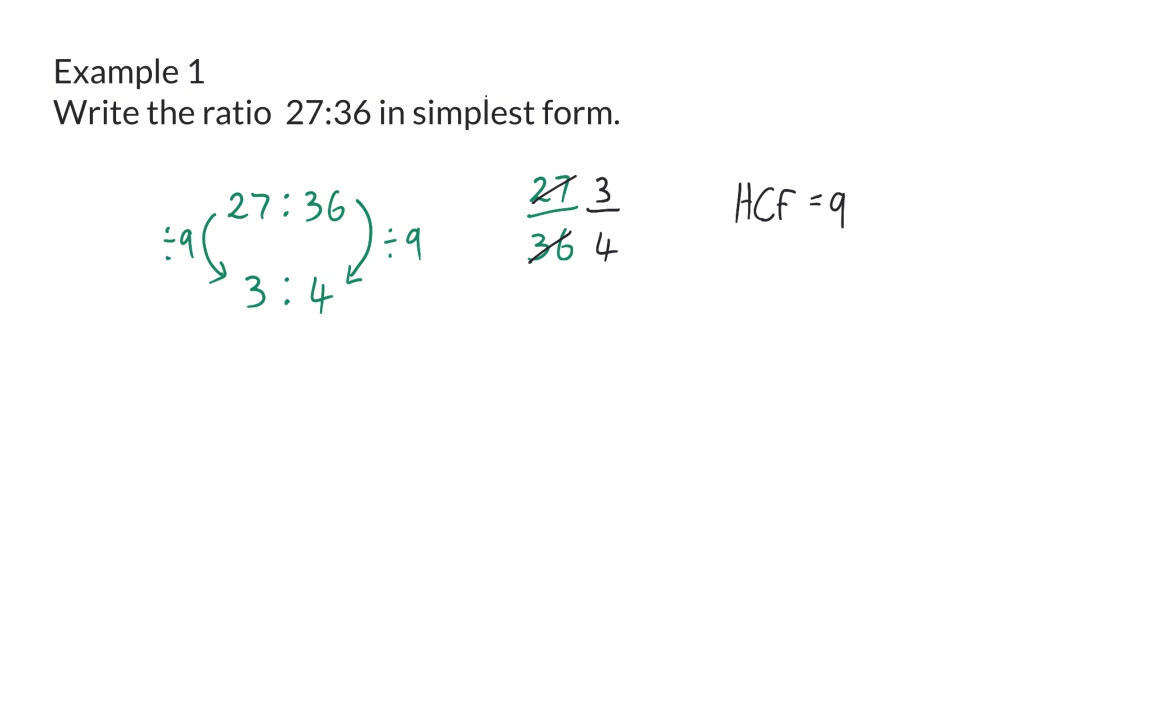 Example 1
Write the ratio 27:36 in simplest form.
27 : 36
÷9 ÷9
3 : 4
27 3
36 4
HCF = 9